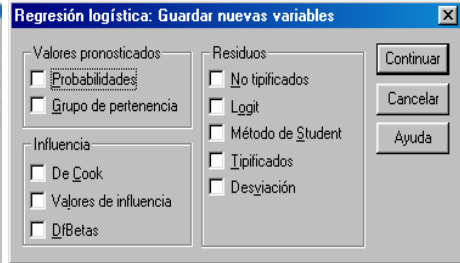 Regresión logística: Guardar nuevas variables
Valores pronosticados
Probabilidades
Grupo de pertenencia
Influencia
De Cook
Valores de influencia
DfBetas
Residuos
No tipificados
Logit
Método de Student
Tipificados
Desviación
Continuar
Cancelar
Ayuda